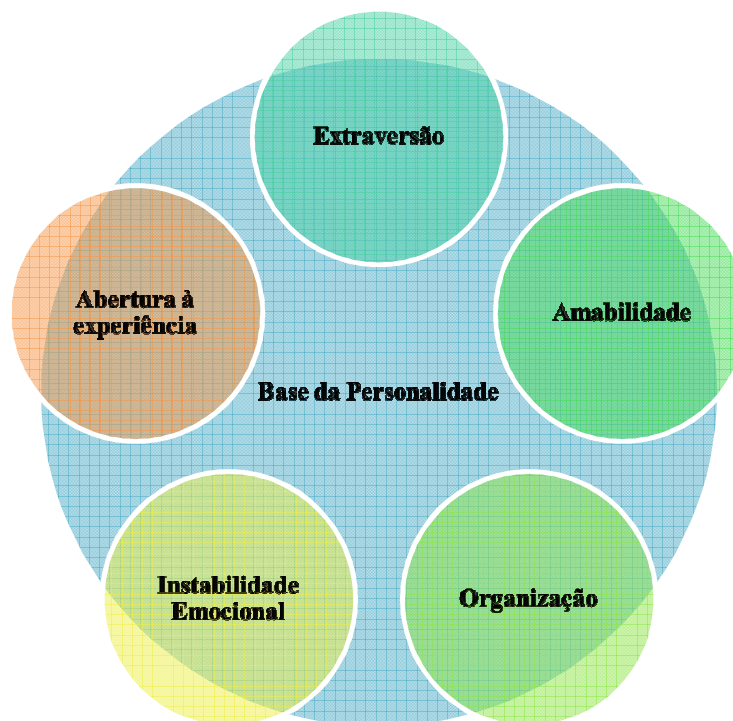 Extraversão
Abertura à
experiência
Amabilidade
Base da Personalidade
Instabilidade
Emocional
Organização